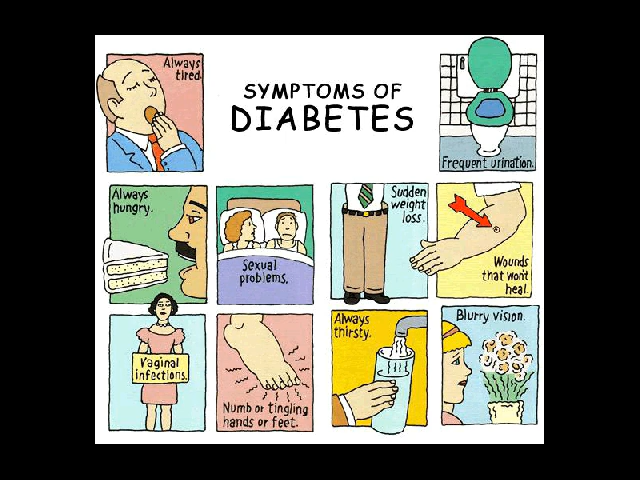 Always
tired.
SYMPTOMS OF
DIABETES
Frequent urination.
Always
hungry.
Sexual
problems.
Sudden
weight
loss.
Wounds
that won't
heal.
Vaginal
infections.
Numb or tingling
hands or feet.
Always
thirsty.
Blurry vision.